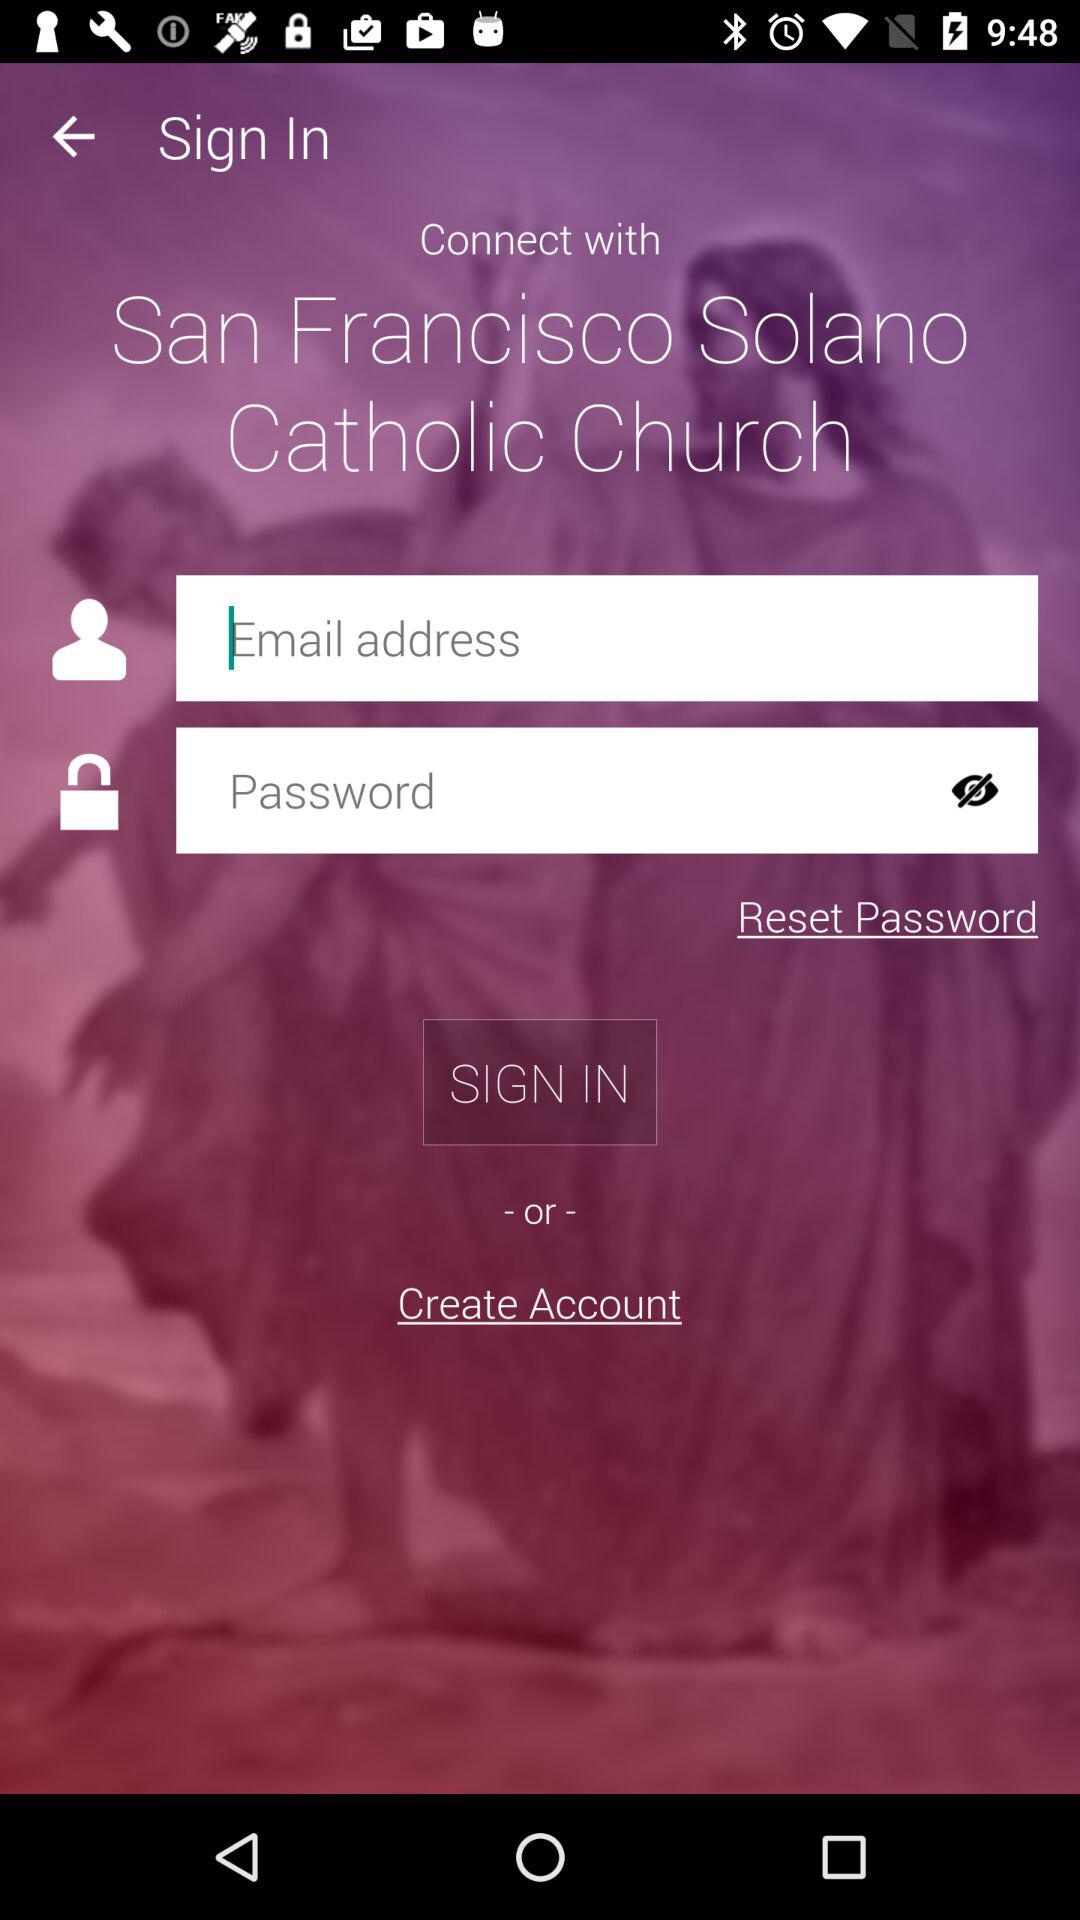 FAKE
9:48
Sign In
Connect with
San Francisco Solano
Catholic Church
Email address
Password
Reset Password
SIGN IN
- or -
Create Account